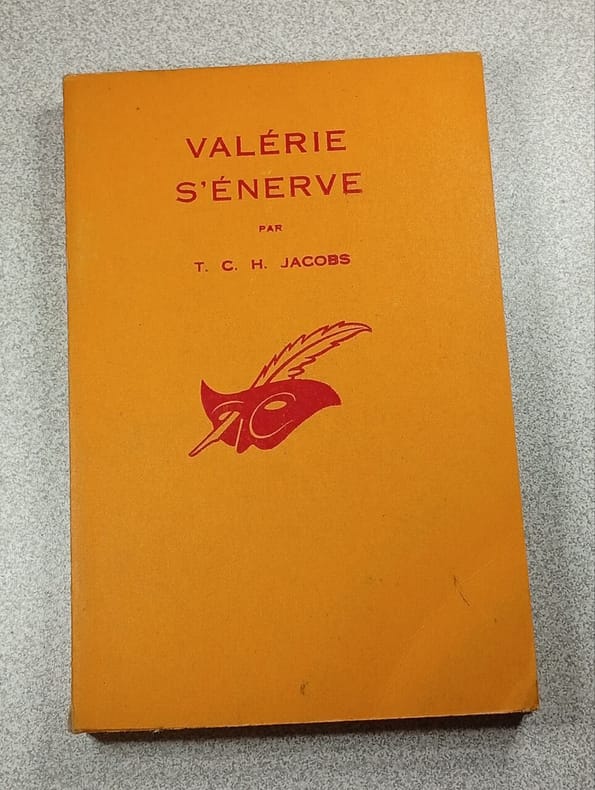 VALÉRIE
S'ÉNERVE
PAR
T. C. H. JACOBS